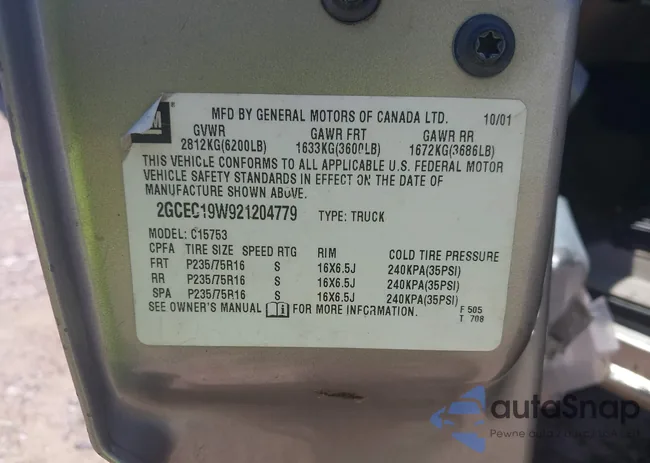 GM
MFD BY GENERAL MOTORS OF CANADA LTD. 10/01
GVWR GAWR FRT GAWR RR
2812KG(6200LB) 1633KG(3600LB) 1672KG(3686LB)
THIS VEHICLE CONFORMS TO ALL APPLICABLE U.S. FEDERAL MOTOR
VEHICLE SAFETY STANDARDS IN EFFECT ON THE DATE OF
MANUFACTURE SHOWN ABOVE.
2GCEC19W921204779 TYPE: TRUCK
MODEL: C15753
CPFA TIRE SIZE SPEED RTG RIM COLD TIRE PRESSURE
FRT P235/75R16 S 16X6.5J 240KPA(35PSI)
RR P235/75R16 S 16X6.5J 240KPA(35PSI)
SPA P235/75R16 S 16X6.5J 240KPA(35PSI)
SEE OWNER'S MANUAL FOR MORE INFORMATION.
F 505
T 708
autoSnap
Pewne auto z